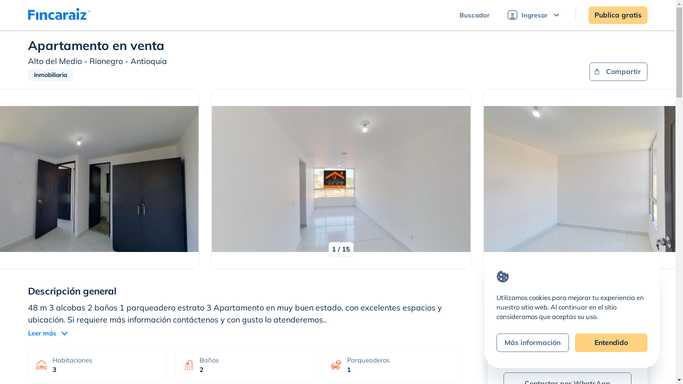 Fincaraiz
Buscador
Ingresar
Publica gratis
Apartamento en venta
Alto del Medio - Rionegro - Antioquia
Inmobiliaria
Compartir
1 / 15
Descripción general
48 m 3 alcobas 2 baños 1 parqueadero estrato 3 Apartamento en muy buen estado, con excelentes espacios y
ubicación. Si requiere más información contáctenos y con gusto lo atenderemos..
Leer más
Habitaciones
3
Baños
2
Parqueaderos
1
Utilizamos cookies para mejorar tu experiencia en
nuestro sitio web. Al continuar en el sitio
consideramos que aceptas su uso.
Más información
Entendido
Contactar por WhatsApp